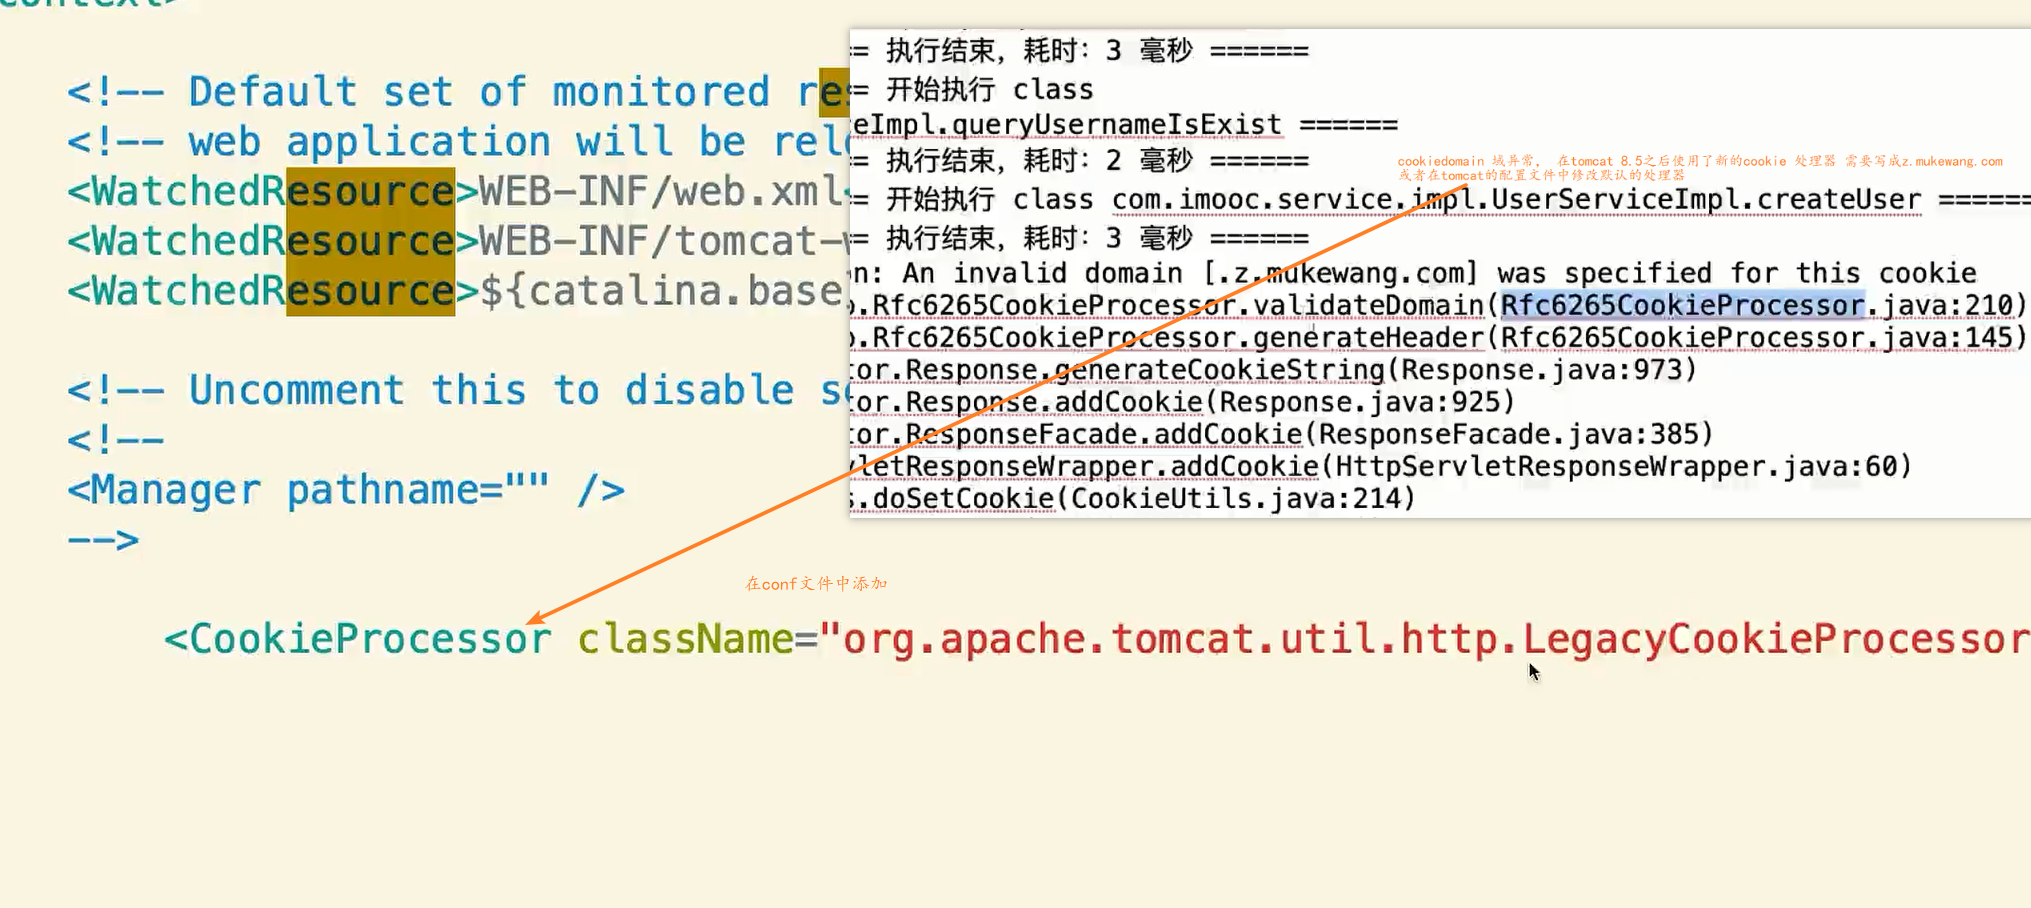 context>
<!-- Default set of monitored res
<!-- web application will be relo
<WatchedResource>WEB-INF/web.xml<
<WatchedResource>WEB-INF/tomcat-w
<WatchedResource>${catalina.base
<!-- Uncomment this to disable se
<!--
<Manager pathname="" />
-->
<CookieProcessor className="org.apache.tomcat.util.http.LegacyCookieProcessor
= 执行结束，耗时：3 毫秒 ======
= 开始执行 class
eImpl.queryUsernameIsExist ======
= 执行结束，耗时：2 毫秒 ======
cookiedomain 域异常， 在tomcat 8.5之后使用了新的cookie 处理器 需要写成z.mukewang.com
或者在tomcat的配置文件中修改默认的处理器
= 开始执行 class com.imooc.service.impl.UserServiceImpl.createUser ======
= 执行结束，耗时：3 毫秒 ======
n: An invalid domain [.z.mukewang.com] was specified for this cookie
.Rfc6265CookieProcessor.validateDomain(Rfc6265CookieProcessor.java:210)
.Rfc6265CookieProcessor.generateHeader(Rfc6265CookieProcessor.java:145)
tor.Response.generateCookieString(Response.java:973)
tor.Response.addCookie(Response.java:925)
tor.ResponseFacade.addCookie(ResponseFacade.java:385)
vletResponseWrapper.addCookie(HttpServletResponseWrapper.java:60)
s.doSetCookie(CookieUtils.java:214)
在conf文件中添加